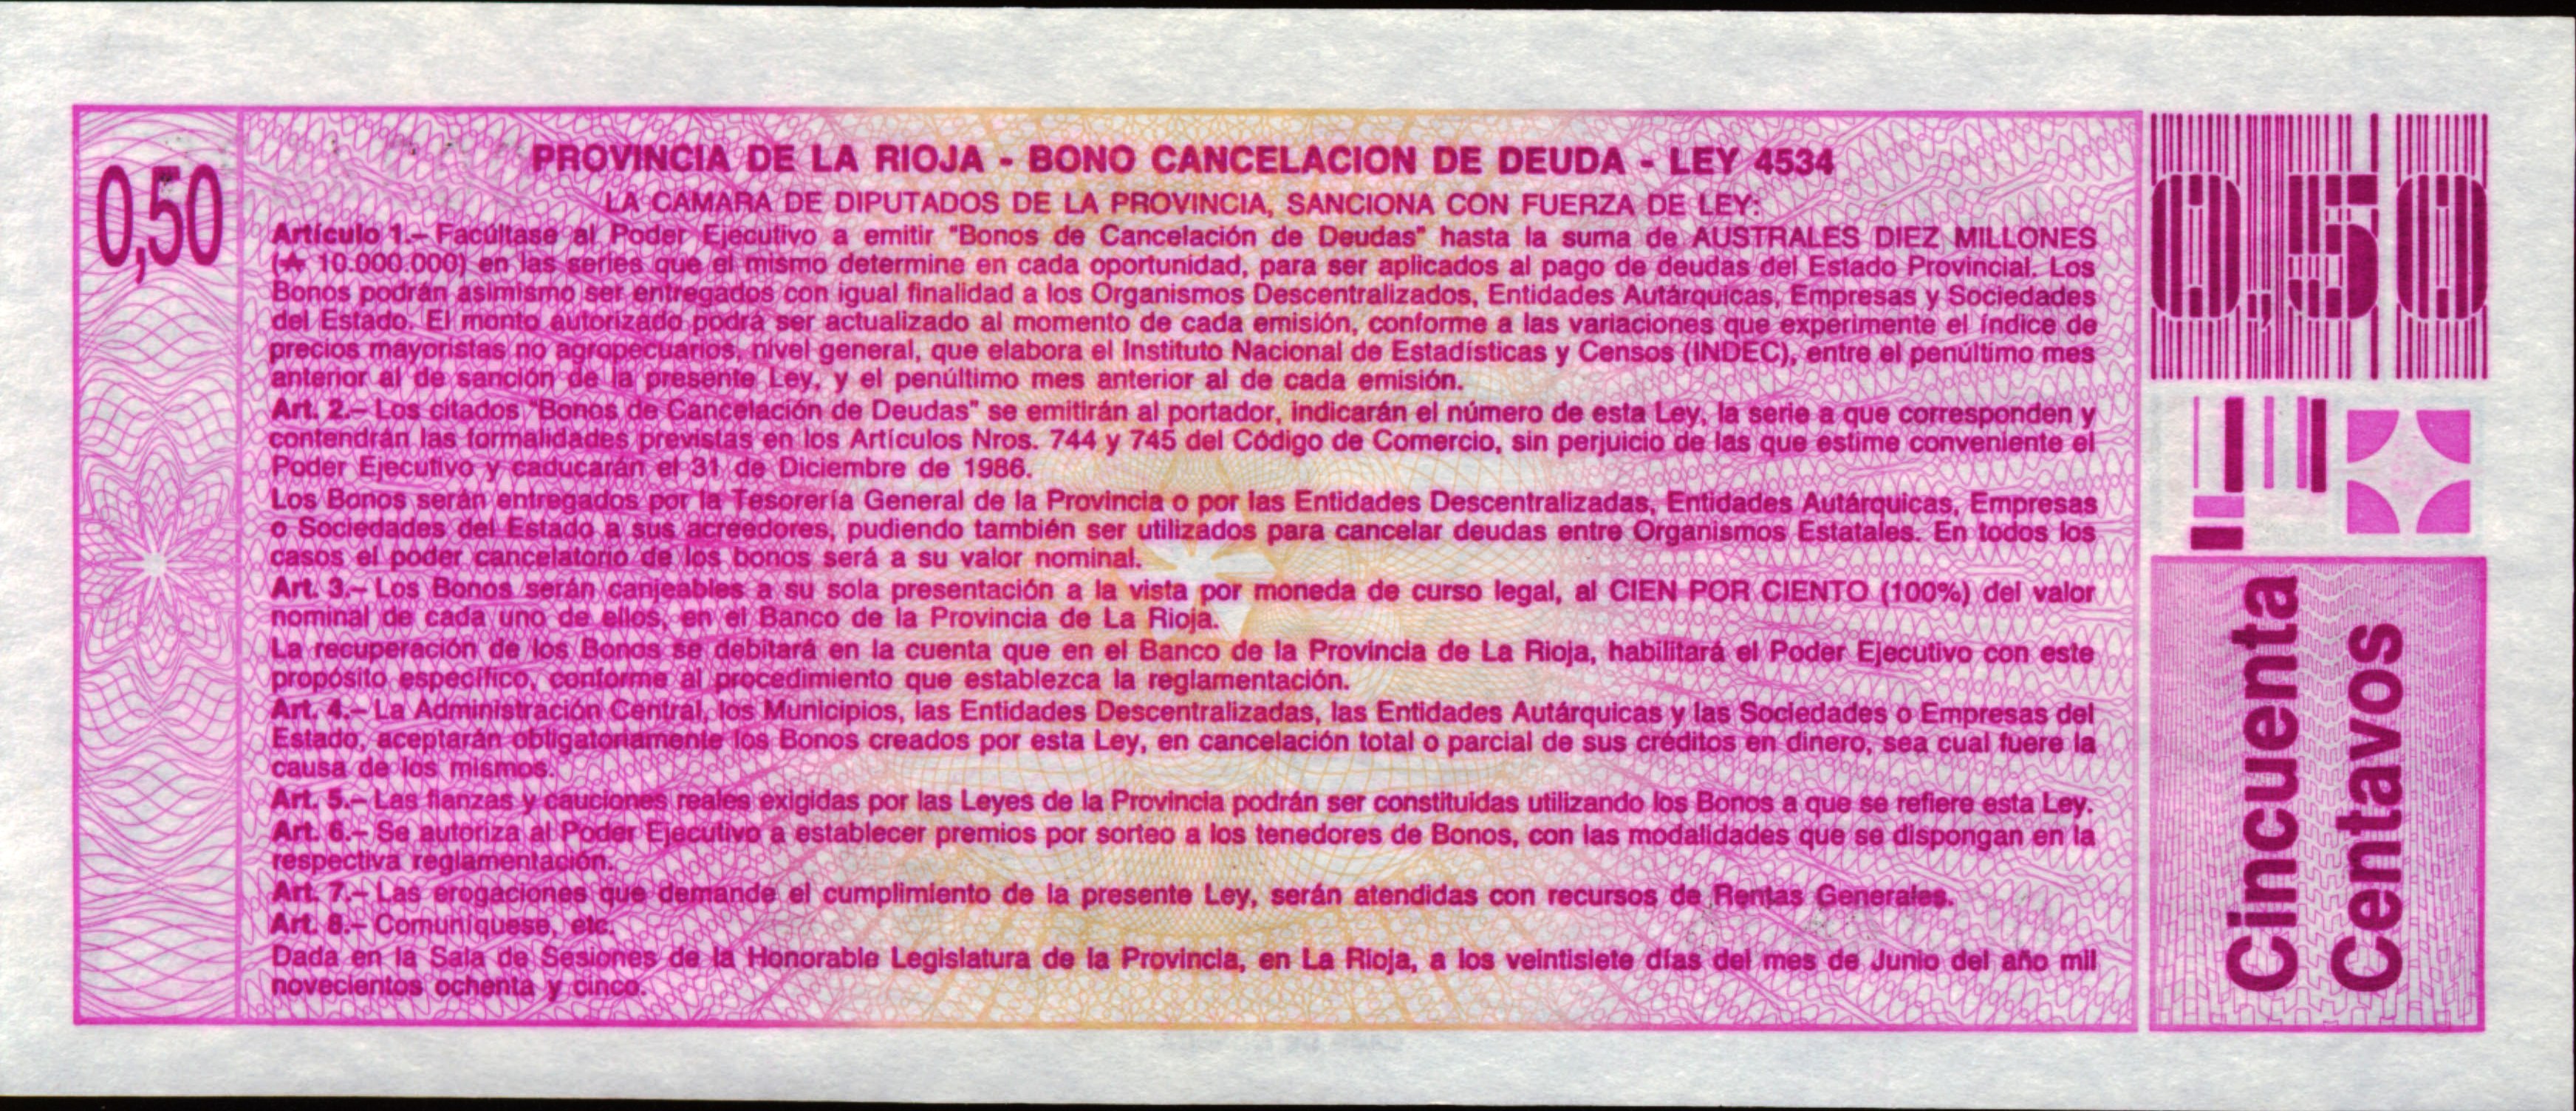 0,50
PROVINCIA DE LA RIOJA - BONO CANCELACION DE DEUDA - LEY 4534
LA CAMARA DE DIPUTADOS DE LA PROVINCIA, SANCIONA CON FUERZA DE LEY:
Artículo 1.– Facúltase al Poder Ejecutivo a emitir "Bonos de Cancelación de Deudas" hasta la suma de AUSTRALES DIEZ MILLONES
(₳ 10.000.000) en las series que el mismo determine en cada oportunidad, para ser aplicados al pago de deudas del Estado Provincial. Los
Bonos podrán asimismo ser entregados con igual finalidad a los Organismos Descentralizados, Entidades Autárquicas, Empresas y Sociedades
del Estado. El monto autorizado podrá ser actualizado al momento de cada emisión, conforme a las variaciones que experimente el índice de
precios mayoristas no agropecuarios, nivel general, que elabora el Instituto Nacional de Estadísticas y Censos (INDEC), entre el penúltimo mes
anterior al de sanción de la presente Ley, y el penúltimo mes anterior al de cada emisión.
Art. 2.– Los citados "Bonos de Cancelación de Deudas" se emitirán al portador, indicarán el número de esta Ley, la serie a que corresponden y
contendrán las formalidades previstas en los Artículos Nros. 744 y 745 del Código de Comercio, sin perjuicio de las que estime conveniente el
Poder Ejecutivo y caducarán el 31 de Diciembre de 1986.
Los Bonos serán entregados por la Tesorería General de la Provincia o por las Entidades Descentralizadas, Entidades Autárquicas, Empresas
o Sociedades del Estado a sus acreedores, pudiendo también ser utilizados para cancelar deudas entre Organismos Estatales. En todos los
casos el poder cancelatorio de los bonos será a su valor nominal.
Art. 3.– Los Bonos serán canjeables a su sola presentación a la vista por moneda de curso legal, al CIEN POR CIENTO (100%) del valor
nominal de cada uno de ellos, en el Banco de la Provincia de La Rioja.
La recuperación de los Bonos se debitará en la cuenta que en el Banco de la Provincia de La Rioja, habilitará el Poder Ejecutivo con este
propósito específico, conforme al procedimiento que establezca la reglamentación.
Art. 4.– La Administración Central, los Municipios, las Entidades Descentralizadas, las Entidades Autárquicas y las Sociedades o Empresas del
Estado, aceptarán obligatoriamente los Bonos creados por esta Ley, en cancelación total o parcial de sus créditos en dinero, sea cual fuere la
causa de los mismos.
Art. 5.– Las fianzas y cauciones reales exigidas por las Leyes de la Provincia podrán ser constituidas utilizando los Bonos a que se refiere esta Ley.
Art. 6.– Se autoriza al Poder Ejecutivo a establecer premios por sorteo a los tenedores de Bonos, con las modalidades que se dispongan en la
respectiva reglamentación.
Art. 7.– Las erogaciones que demande el cumplimiento de la presente Ley, serán atendidas con recursos de Rentas Generales.
Art. 8.– Comuníquese, etc.
Dada en la Sala de Sesiones de la Honorable Legislatura de la Provincia, en La Rioja, a los veintisiete días del mes de Junio del año mil
novecientos ochenta y cinco.
0,50
Cincuenta
Centavos